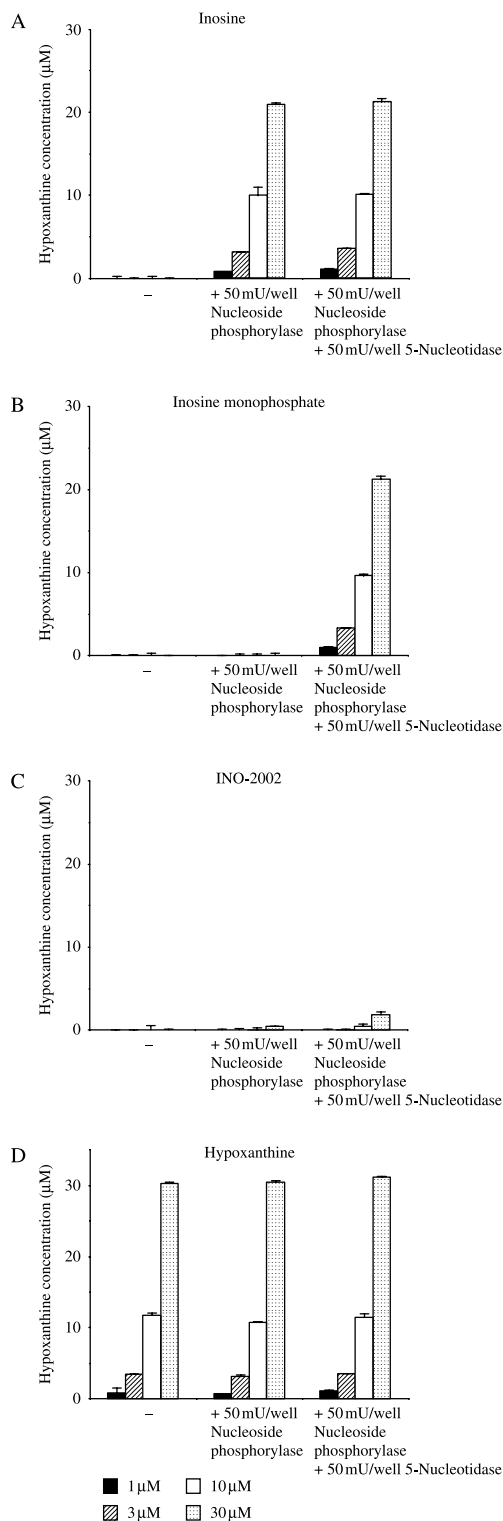 A
Inosine
Hypoxanthine concentration (μM)
30
20
10
0
–
+ 50 mU/well
Nucleoside
phosphorylase
+ 50 mU/well
Nucleoside
phosphorylase
+ 50 mU/well 5-Nucleotidase
B
Inosine monophosphate
Hypoxanthine concentration (μM)
30
20
10
0
–
+ 50 mU/well
Nucleoside
phosphorylase
+ 50 mU/well
Nucleoside
phosphorylase
+ 50 mU/well 5-Nucleotidase
C
INO-2002
Hypoxanthine concentration (μM)
30
20
10
0
–
+ 50 mU/well
Nucleoside
phosphorylase
+ 50 mU/well
Nucleoside
phosphorylase
+ 50 mU/well 5-Nucleotidase
D
Hypoxanthine
Hypoxanthine concentration (μM)
30
20
10
0
–
+ 50 mU/well
Nucleoside
phosphorylase
+ 50 mU/well
Nucleoside
phosphorylase
+ 50 mU/well 5-Nucleotidase
1 μM
10 μM
3 μM
30 μM